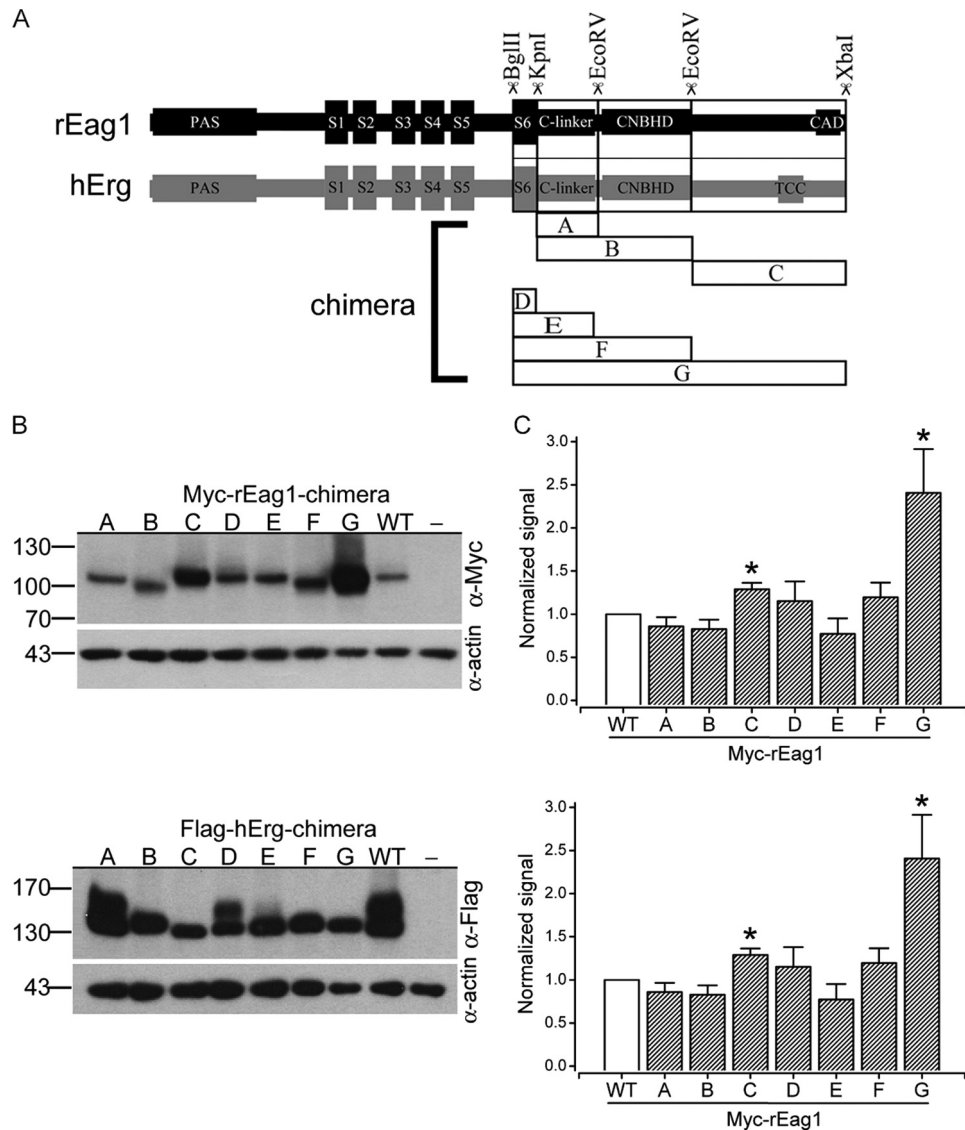 A
BglII KpnI EcoRV EcoRV XbaI
rEag1 PAS S1 S2 S3 S4 S5 S6 C-linker CNBHD CAD
hErg PAS S1 S2 S3 S4 S5 S6 C-linker CNBHD TCC
A
B
C
chimera
D
E
F
G
B
Myc-rEag1-chimera
A B C D E F G WT –
130
100
70
α-Myc
43
α-actin
Flag-hErg-chimera
A B C D E F G WT –
170
130
α-Flag
43
α-actin
C
Normalized signal
3.0
2.5
2.0
1.5
1.0
0.5
0.0
* *
WT A B C D E F G
Myc-rEag1
Normalized signal
3.0
2.5
2.0
1.5
1.0
0.5
0.0
* *
WT A B C D E F G
Myc-rEag1